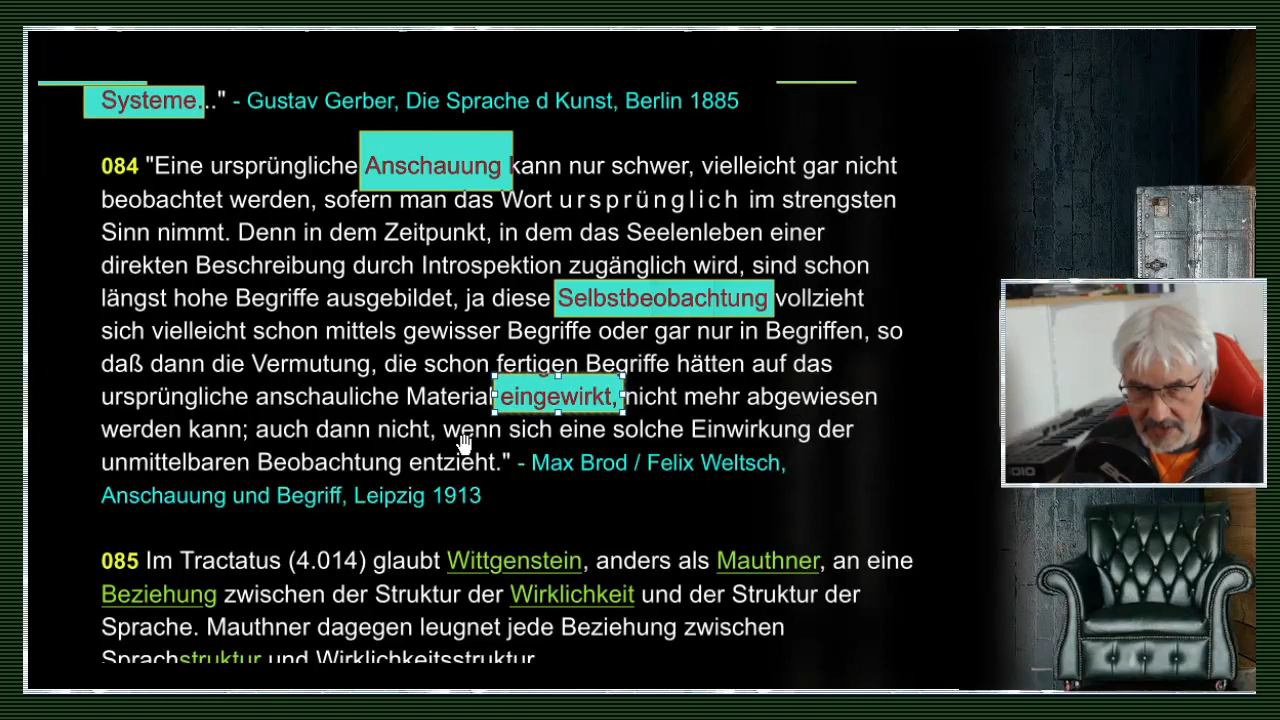 Systeme..." - Gustav Gerber, Die Sprache d Kunst, Berlin 1885
084 "Eine ursprüngliche Anschauung kann nur schwer, vielleicht gar nicht
beobachtet werden, sofern man das Wort ursprünglich im strengsten
Sinn nimmt. Denn in dem Zeitpunkt, in dem das Seelenleben einer
direkten Beschreibung durch Introspektion zugänglich wird, sind schon
längst hohe Begriffe ausgebildet, ja diese Selbstbeobachtung vollzieht
sich vielleicht schon mittels gewisser Begriffe oder gar nur in Begriffen, so
daß dann die Vermutung, die schon fertigen Begriffe hätten auf das
ursprüngliche anschauliche Material eingewirkt, nicht mehr abgewiesen
werden kann; auch dann nicht, wenn sich eine solche Einwirkung der
unmittelbaren Beobachtung entzieht." - Max Brod / Felix Weltsch,
Anschauung und Begriff, Leipzig 1913
085 Im Tractatus (4.014) glaubt Wittgenstein, anders als Mauthner, an eine
Beziehung zwischen der Struktur der Wirklichkeit und der Struktur der
Sprache. Mauthner dagegen leugnet jede Beziehung zwischen
Sprachstruktur und Wirklichkeitsstruktur